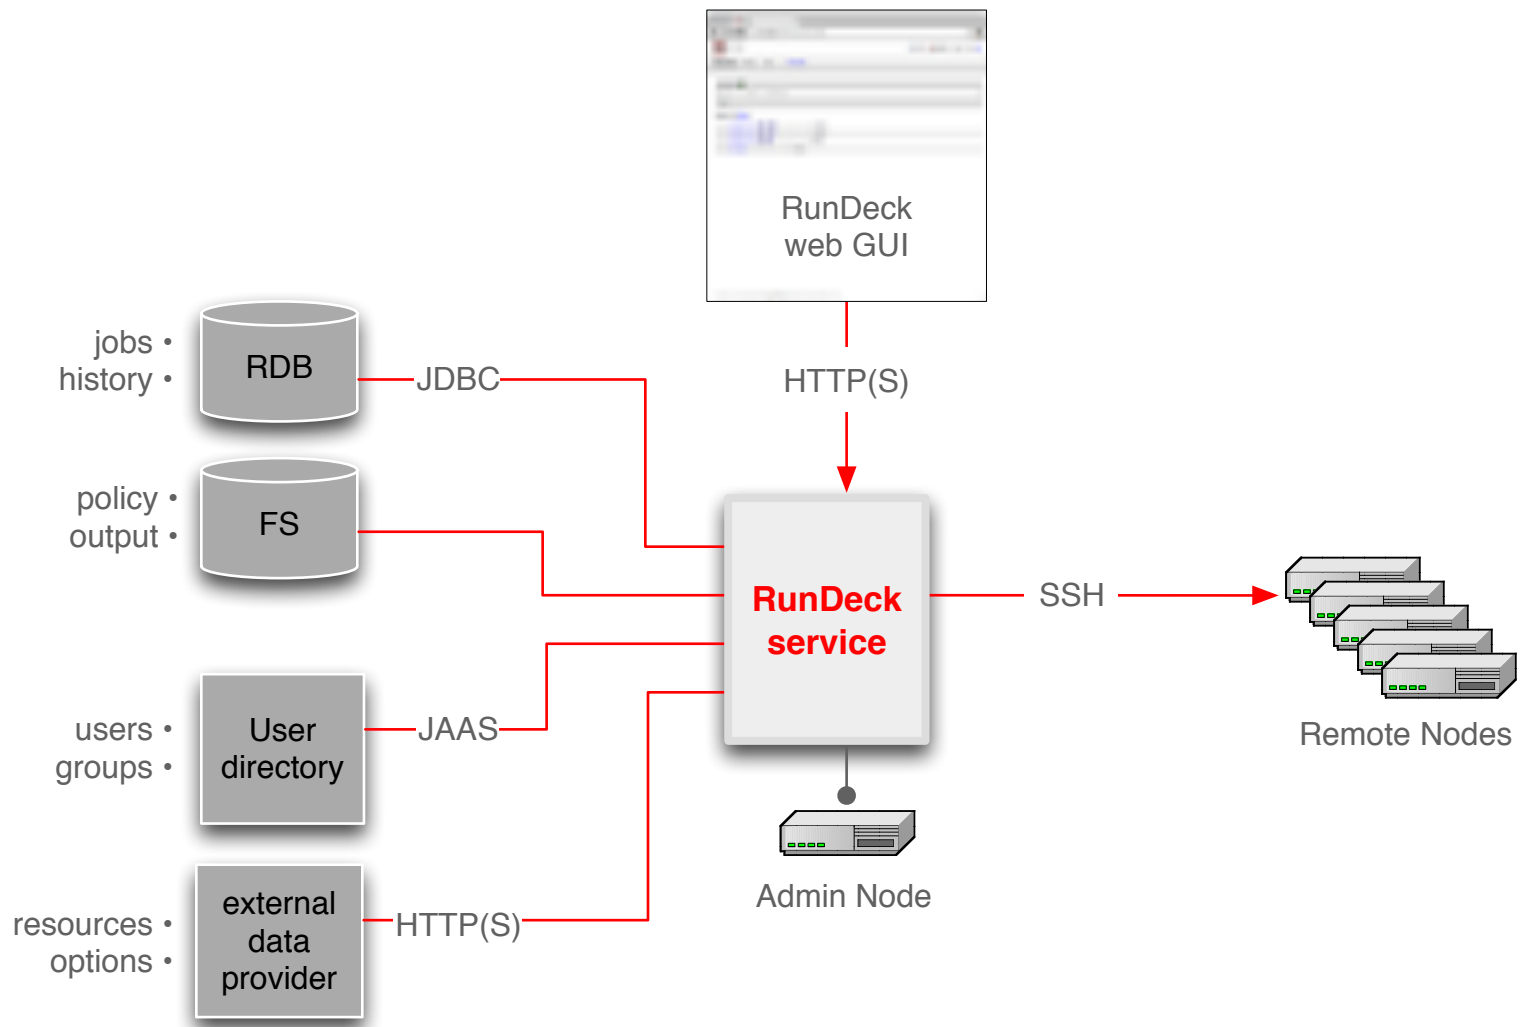 RunDeck
web GUI
HTTP(S)
jobs •
history •
RDB
JDBC
policy •
output •
FS
RunDeck
service
SSH
Remote Nodes
users •
groups •
User
directory
JAAS
Admin Node
resources •
options •
external
data
provider
HTTP(S)